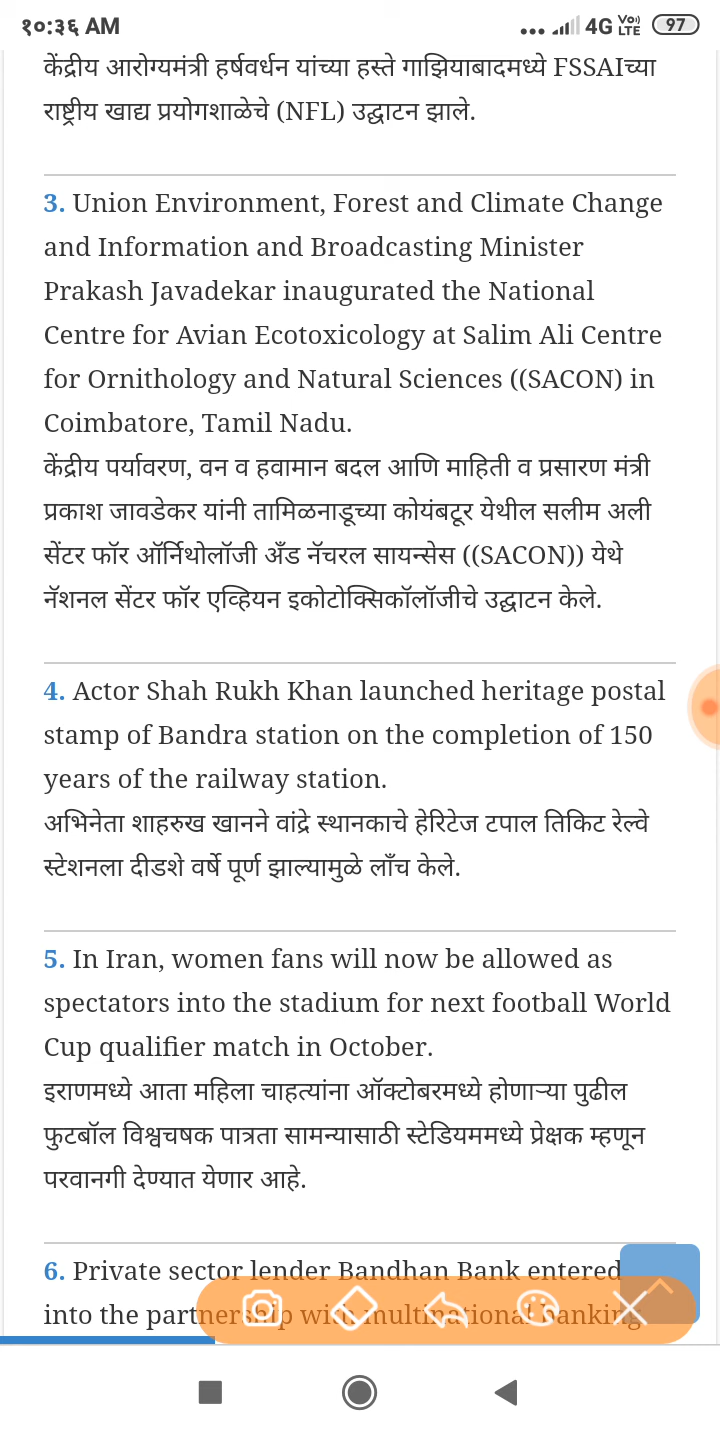 १०:३६ AM
4G Vo)) LTE 97
केंद्रीय आरोग्यमंत्री हर्षवर्धन यांच्या हस्ते गाझियाबादमध्ये FSSAIच्या
राष्ट्रीय खाद्य प्रयोगशाळेचे (NFL) उद्घाटन झाले.
3. Union Environment, Forest and Climate Change
and Information and Broadcasting Minister
Prakash Javadekar inaugurated the National
Centre for Avian Ecotoxicology at Salim Ali Centre
for Ornithology and Natural Sciences ((SACON) in
Coimbatore, Tamil Nadu.
केंद्रीय पर्यावरण, वन व हवामान बदल आणि माहिती व प्रसारण मंत्री
प्रकाश जावडेकर यांनी तामिळनाडूच्या कोयंबटूर येथील सलीम अली
सेंटर फॉर ऑर्निथोलॉजी अँड नॅचरल सायन्सेस ((SACON)) येथे
नॅशनल सेंटर फॉर एव्हियन इकोटोक्सिकॉलॉजीचे उद्घाटन केले.
4. Actor Shah Rukh Khan launched heritage postal
stamp of Bandra station on the completion of 150
years of the railway station.
अभिनेता शाहरुख खानने वांद्रे स्थानकाचे हेरिटेज टपाल तिकिट रेल्वे
स्टेशनला दीडशे वर्षे पूर्ण झाल्यामुळे लाँच केले.
5. In Iran, women fans will now be allowed as
spectators into the stadium for next football World
Cup qualifier match in October.
इराणमध्ये आता महिला चाहत्यांना ऑक्टोबरमध्ये होणाऱ्या पुढील
फुटबॉल विश्वचषक पात्रता सामन्यासाठी स्टेडियममध्ये प्रेक्षक म्हणून
परवानगी देण्यात येणार आहे.
6. Private sector lender Bandhan Bank entered
into the partnership with multinational banking